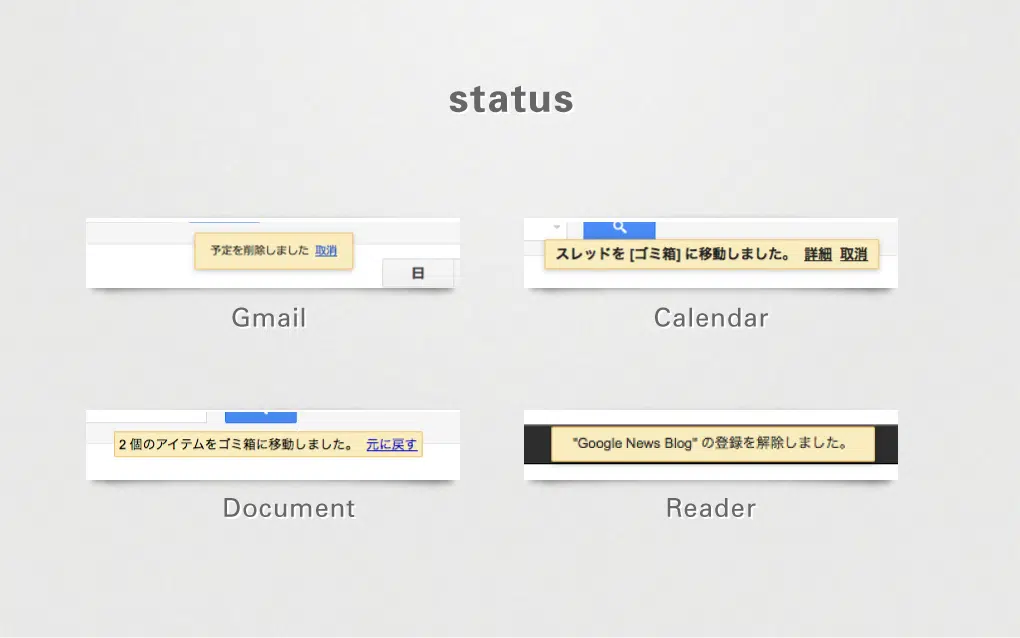 status
予定を削除しました 取消
日
Gmail
スレッドを [ゴミ箱] に移動しました。 詳細 取消
Calendar
2 個のアイテムをゴミ箱に移動しました。 元に戻す
Document
"Google News Blog" の登録を解除しました。
Reader